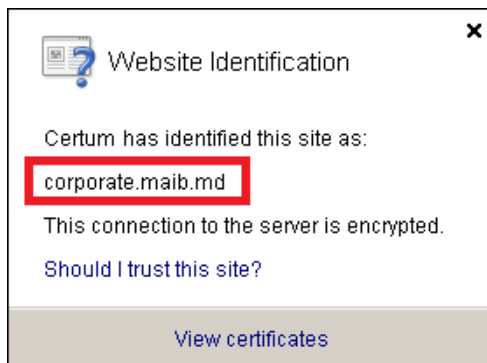 Website Identification
Certum has identified this site as:
corporate.maib.md
This connection to the server is encrypted.
Should I trust this site?
View certificates